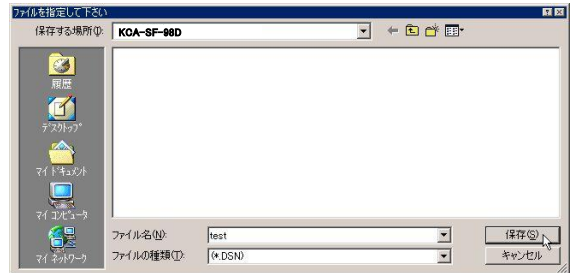 ファイルを指定して下さい
保存する場所(I): KCA-SF-98D
履歴
デスクトップ
マイ ドキュメント
マイ コンピュータ
マイ ネットワーク
ファイル名(N): test 保存(S)
ファイルの種類(T): (*.DSN) キャンセル